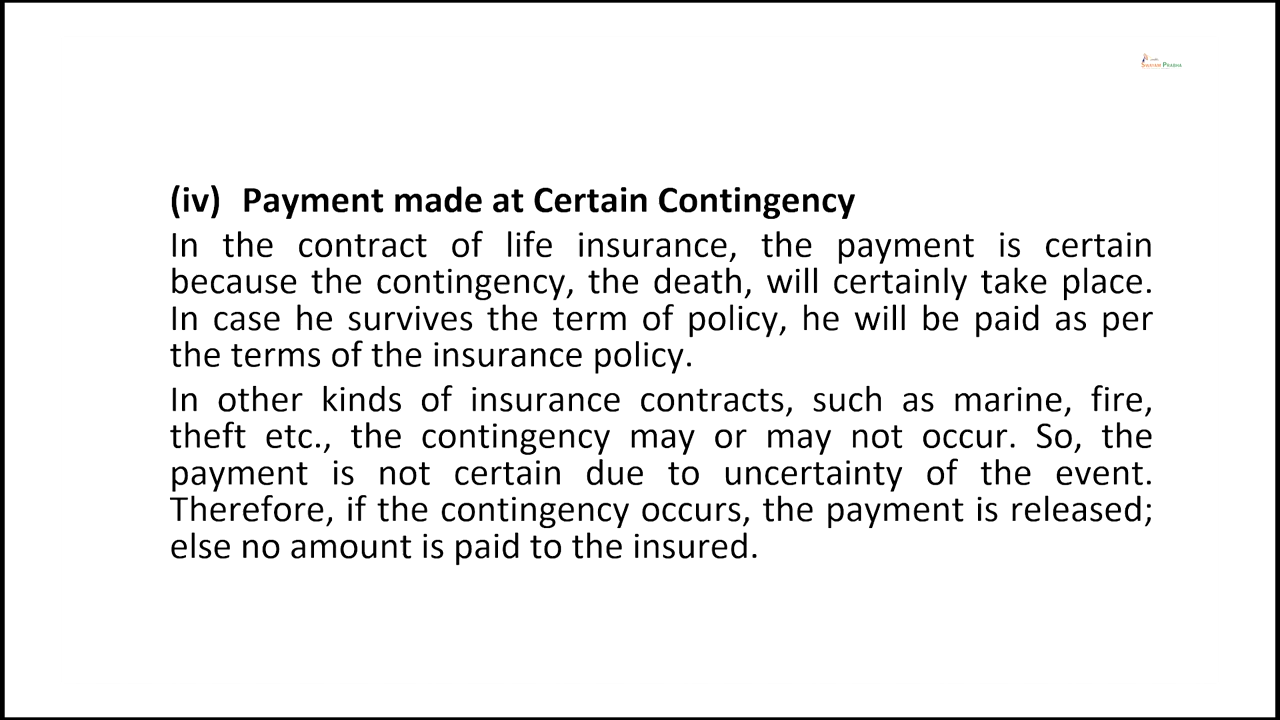 SWAYAM PRABHA
(iv) Payment made at Certain Contingency
In the contract of life insurance, the payment is certain
because the contingency, the death, will certainly take place.
In case he survives the term of policy, he will be paid as per
the terms of the insurance policy.
In other kinds of insurance contracts, such as marine, fire,
theft etc., the contingency may or may not occur. So, the
payment is not certain due to uncertainty of the event.
Therefore, if the contingency occurs, the payment is released;
else no amount is paid to the insured.